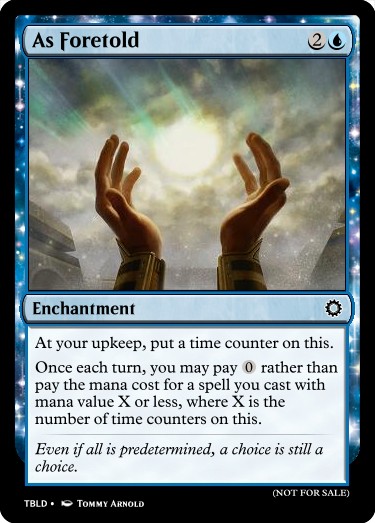 As Foretold
2
Enchantment
At your upkeep, put a time counter on this.
Once each turn, you may pay 0 rather than
pay the mana cost for a spell you cast with
mana value X or less, where X is the
number of time counters on this.
Even if all is predetermined, a choice is still a
choice.
TBLD • Tommy Arnold
(NOT FOR SALE)